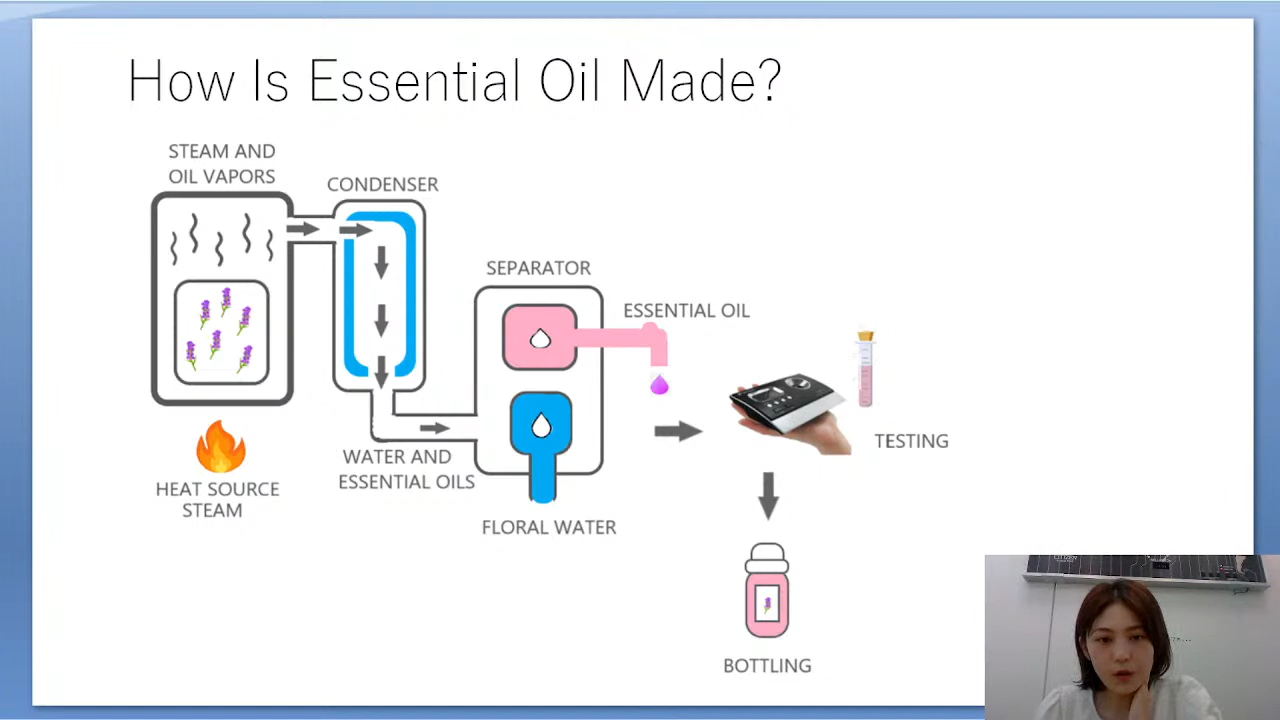 How Is Essential Oil Made?
STEAM AND
OIL VAPORS
CONDENSER
SEPARATOR
ESSENTIAL OIL
TESTING
WATER AND
ESSENTIAL OILS
HEAT SOURCE
STEAM
FLORAL WATER
BOTTLING
CITIZEN